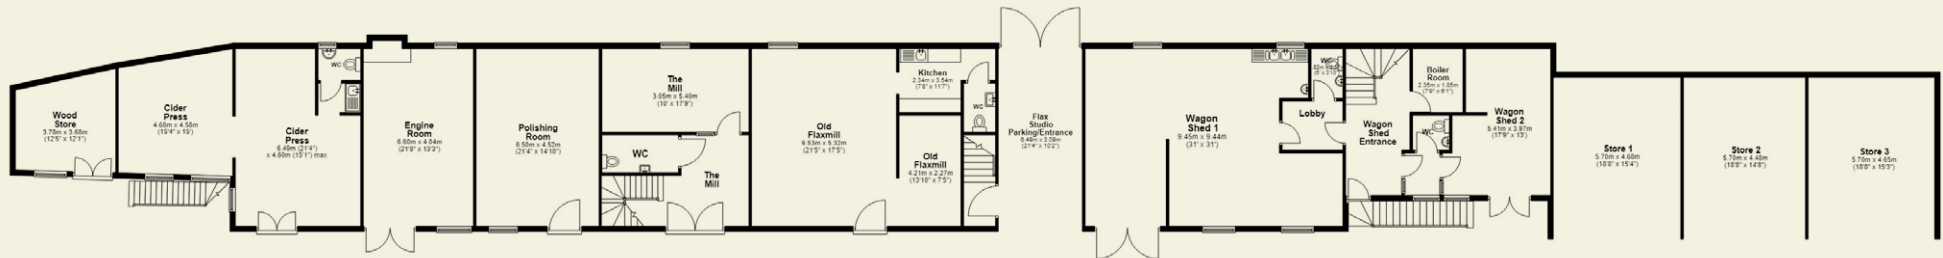 Wood
Store
3.78m x 3.68m
(12'5" x 12'1")
Cider
Press
4.68m x 4.58m
(15'4" x 15')
Cider
Press
6.49m (21'4")
x 4.60m (15'1") max
WC
Engine
Room
6.60m x 4.04m
(21'8" x 13'3")
Polishing
Room
6.50m x 4.52m
(21'4" x 14'10")
The
Mill
3.05m x 5.40m
(10' x 17'9")
WC
The
Mill
Old
Flaxmill
6.53m x 5.32m
(21'5" x 17'5")
Kitchen
2.34m x 3.54m
(7'8" x 11'7")
WC
Old
Flaxmill
4.21m x 2.27m
(13'10" x 7'5")
Flax
Studio
Parking/Entrance
6.49m x 3.09m
(21'4" x 10'2")
Wagon
Shed 1
9.45m x 9.44m
(31' x 31')
WC
Lobby
Wagon
Shed
Entrance
Boiler
Room
2.35m x 1.85m
(7'9" x 6'1")
WC
Wagon
Shed 2
5.41m x 3.97m
(17'9" x 13')
Store 1
5.70m x 4.68m
(18'8" x 15'4")
Store 2
5.70m x 4.48m
(18'8" x 14'8")
Store 3
5.70m x 4.65m
(18'8" x 15'3")